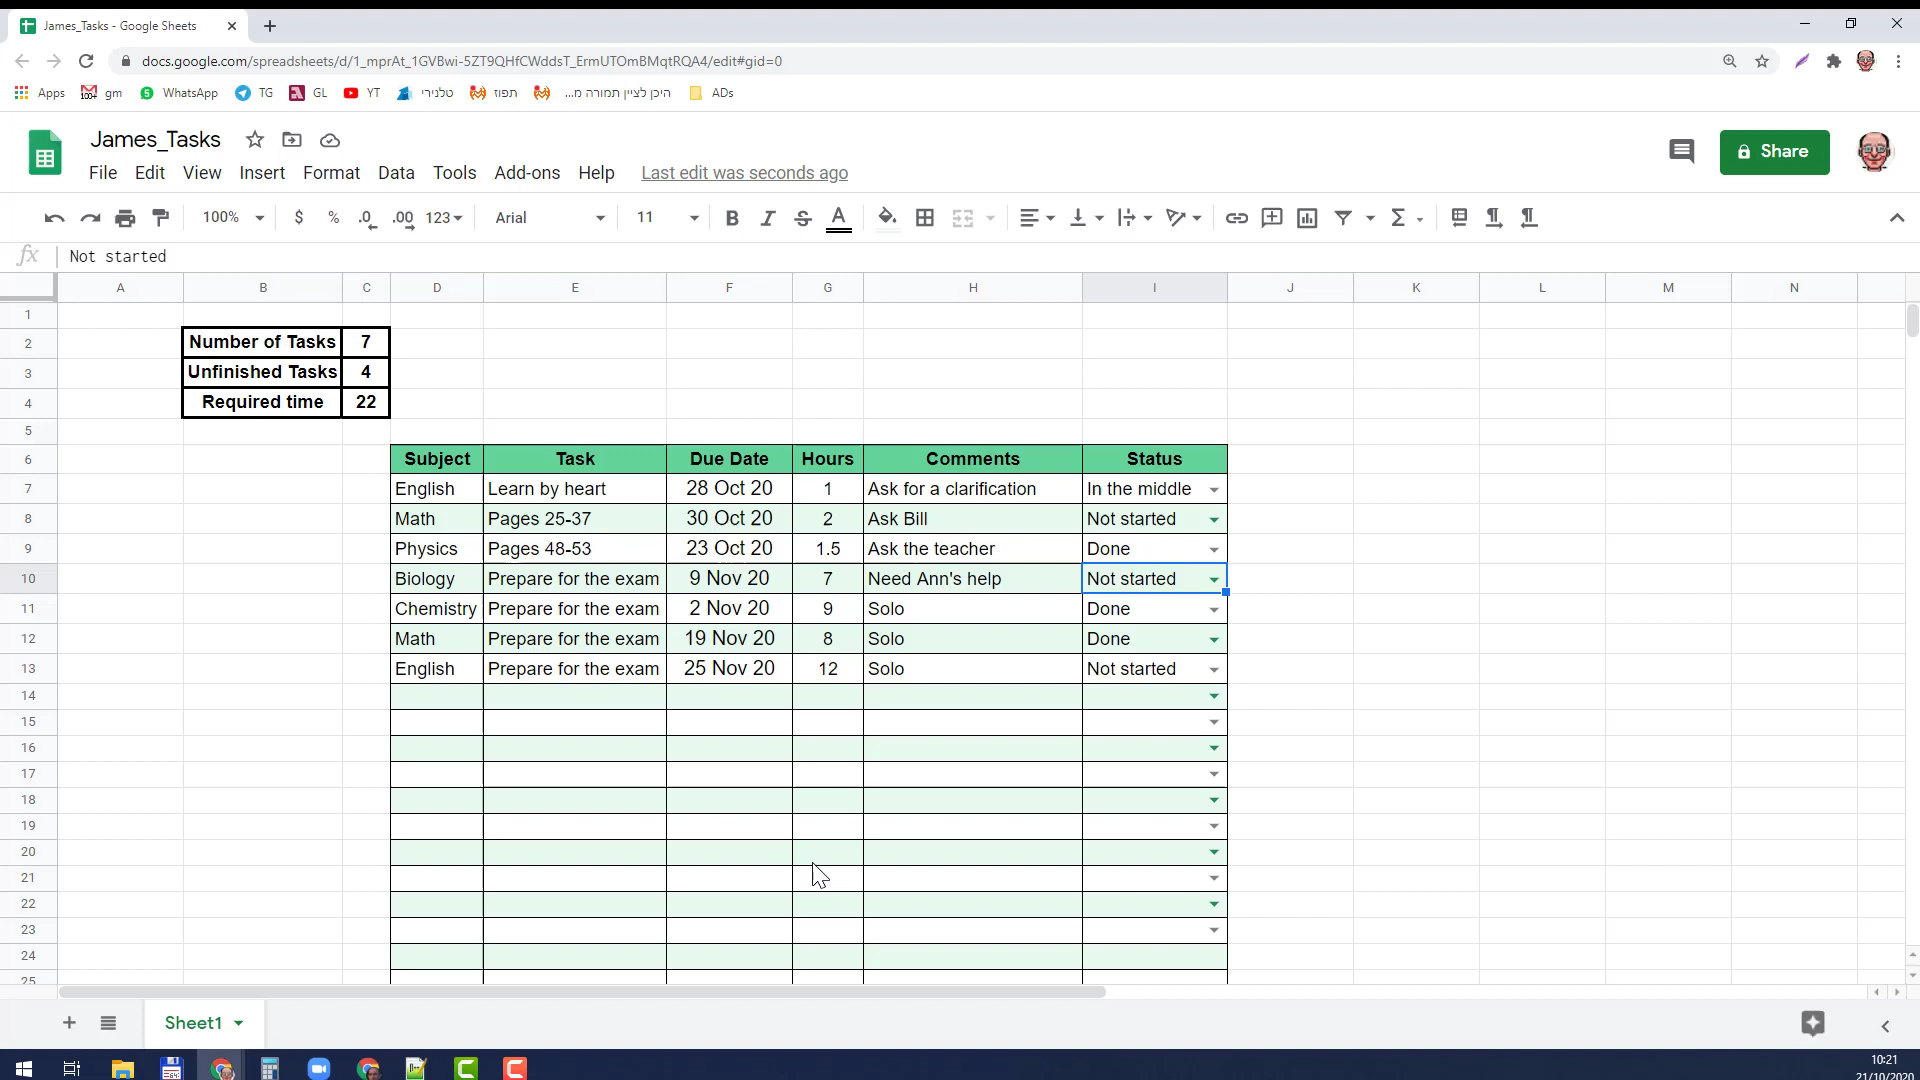 James_Tasks - Google Sheets
docs.google.com/spreadsheets/d/1_mprAt_1GVBwi-5ZT9QHfCWddsT_ErmUTOmBMqtRQA4/edit#gid=0
Apps gm WhatsApp TG GL YT טלנירי תפוז היכן לציין תמורה מ... ADs
James_Tasks
File Edit View Insert Format Data Tools Add-ons Help Last edit was seconds ago
Share
100% $ % .0 .00 123 Arial 11 B I S A
fx Not started
A B C D E F G H I J K L M N
1
2 Number of Tasks 7
3 Unfinished Tasks 4
4 Required time 22
5
6 Subject Task Due Date Hours Comments Status
7 English Learn by heart 28 Oct 20 1 Ask for a clarification In the middle
8 Math Pages 25-37 30 Oct 20 2 Ask Bill Not started
9 Physics Pages 48-53 23 Oct 20 1.5 Ask the teacher Done
10 Biology Prepare for the exam 9 Nov 20 7 Need Ann's help Not started
11 Chemistry Prepare for the exam 2 Nov 20 9 Solo Done
12 Math Prepare for the exam 19 Nov 20 8 Solo Done
13 English Prepare for the exam 25 Nov 20 12 Solo Not started
14
15
16
17
18
19
20
21
22
23
24
25
Sheet1
10:21
21/10/2020